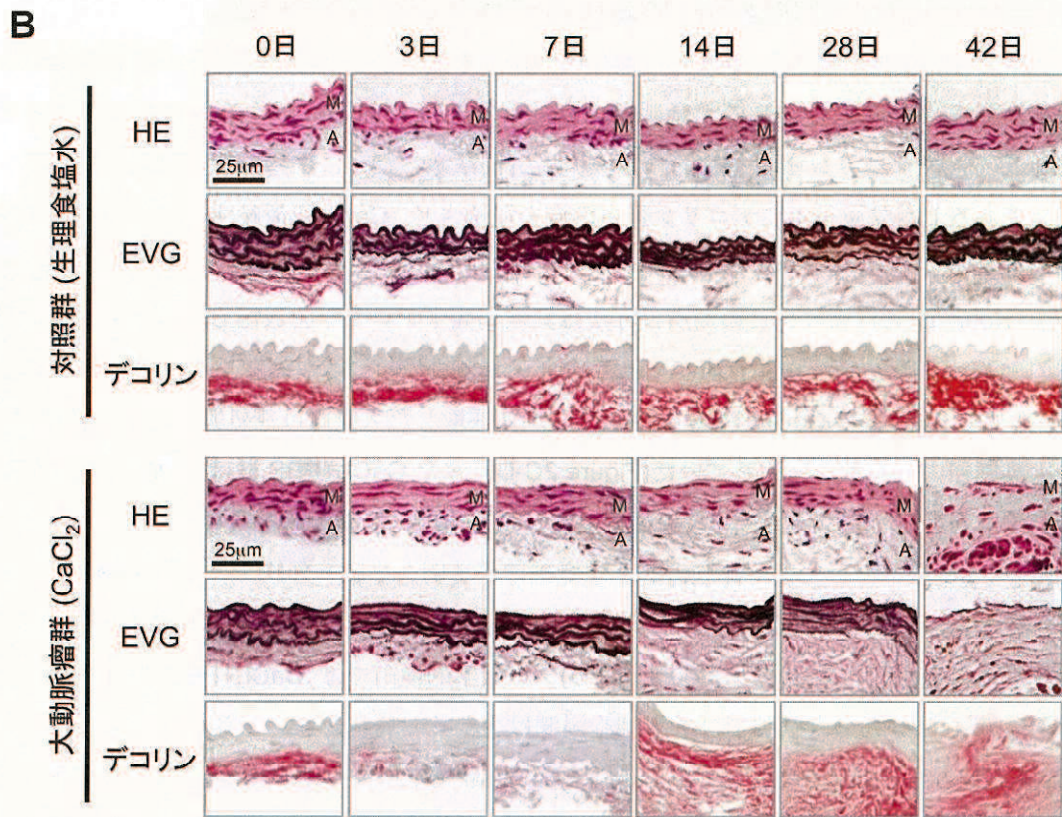 B
0日 3日 7日 14日 28日 42日
対照群 (生理食塩水)
HE
M M M M M M
A A A A A A
25μm
EVG
デコリン
大動脈瘤群 (CaCl₂)
HE
M M M M M M
A A A A A A
25μm
EVG
デコリン